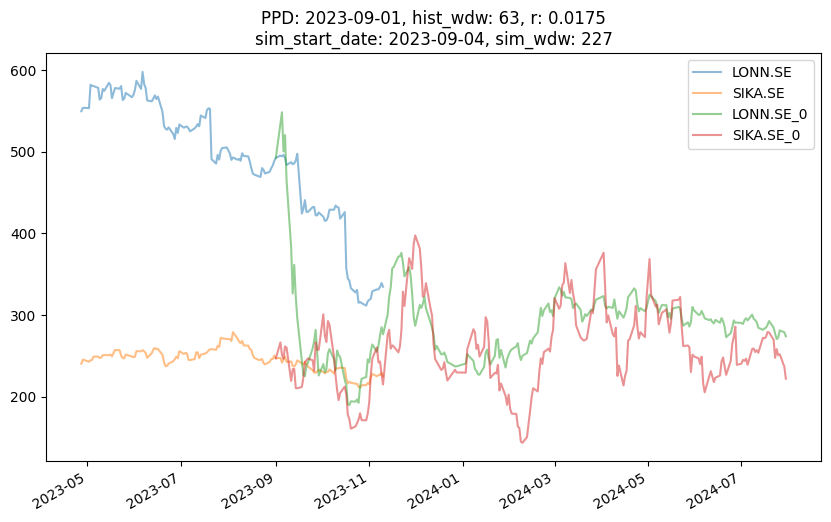 PPD: 2023-09-01, hist_wdw: 63, r: 0.0175
sim_start_date: 2023-09-04, sim_wdw: 227
600
500
400
300
200
LONN.SE
SIKA.SE
LONN.SE_0
SIKA.SE_0
2023-05
2023-07
2023-09
2023-11
2024-01
2024-03
2024-05
2024-07